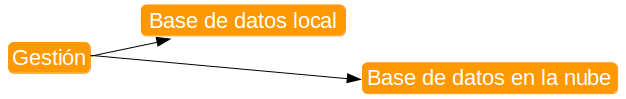 Base de datos local
Gestión
Base de datos en la nube